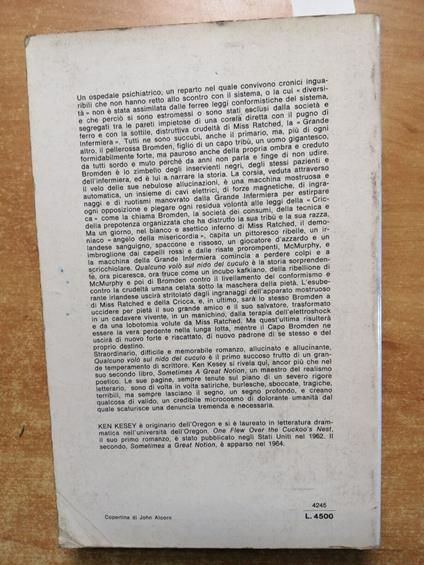 Un ospedale psichiatrico, un reparto nel quale convivono cronici ingua-
ribili che non hanno retto allo scontro con il sistema, o la cui « diversi-
tà » non è stata assimilata dalle ferree leggi conformistiche del sistema,
e che perciò si sono estromessi o sono stati esclusi dalla società e
segregati tra le pareti impietose di una corsia diretta con il pugno di
ferro e con la sottile, distruttiva crudeltà di Miss Ratched, la « Grande
Infermiera ». Tutti ne sono succubi, anche il primario, ma, più di ogni
altro, il pellerossa Bromden, figlio di un capo tribù, un uomo gigantesco,
formidabilmente forte, ma pauroso anche della propria ombra e creduto
da tutti sordo e muto perché da anni non parla e finge di non udire.
Bromden è lo zimbello degli inservienti negri, degli stessi pazienti e
dell'infermiera, ed è lui a narrare la storia. La corsia, veduta attraverso
il velo delle sue nebulose allucinazioni, è una macchina mostruosa e
automatica, un insieme di cavi elettrici, di forze magnetiche, di ingra-
naggi e di ruotismi manovrato dalla Grande Infermiera per estirpare
ogni opposizione e piegare ogni residua volontà alle leggi della « Cric-
ca » come la chiama Bromden, la società dei consumi, della tecnica e
della prepotenza organizzata che ha distrutto la sua tribù e la sua razza,
Ma un giorno, nel bianco e asettico inferno di Miss Ratched, il demo-
niaco « angelo della misericordia », capita un pittoresco ribelle, un ir-
landese sanguigno, spaccone e rissoso, un giocatore d'azzardo e un
imbroglione dai capelli rossi e dalle risate prorompenti, McMurphy, e
la macchina della Grande Infermiera comincia a perdere colpi e a
scricchiolare. Qualcuno volò sul nido del cuculo è la storia sorprenden-
te, ora picaresca, ora truce come un incubo kafkiano, della ribellione di
McMurphy e poi di Bromden contro il livellamento del conformismo e
contro la crudeltà umana celata sotto la maschera della pietà. L'esube-
rante irlandese uscirà stritolato dagli ingranaggi dell'apparato mostruoso
di Miss Ratched e della Cricca, e, in ultimo, sarà lo stesso Bromden a
uccidere per pietà il suo grande amico e il suo salvatore, trasformato
in un cadavere vivente, in un manichino, dalla terapia dell'elettroshock
e da una lobotomia volute da Miss Ratched. Ma quest'ultima risulterà
essere la vera perdente nella lunga lotta, mentre il Capo Bromden ne
uscirà di nuovo forte e riscattato, di nuovo padrone di se stesso e del
proprio destino.
Straordinario, difficile e memorabile romanzo, allucinato e allucinante,
Qualcuno volò sul nido del cuculo è il primo succoso frutto di un gran-
de temperamento di scrittore. Ken Kesey si rivela qui, ancor più che nel
suo secondo libro, Sometimes A Great Notion, un maestro del realismo
poetico. Le sue pagine, sempre tenute sul piano di un severo rigore
letterario, sono di volta in volta satiriche, burlesche, sboccate, tragiche,
terribili, ma sempre lasciano il segno, un segno profondo, e creano
qualcosa di valido, un credibile microcosmo di dolorante umanità dal
quale scaturisce una denuncia tremenda e necessaria.
KEN KESEY è originario dell'Oregon e si è laureato in letteratura dram-
matica nell'università dell'Oregon. One Flew Over the Cuckoo's Nest,
il suo primo romanzo, è stato pubblicato negli Stati Uniti nel 1962. Il
secondo, Sometimes a Great Notion, è apparso nel 1964.
4245
L. 4500
Copertina di John Alcorn